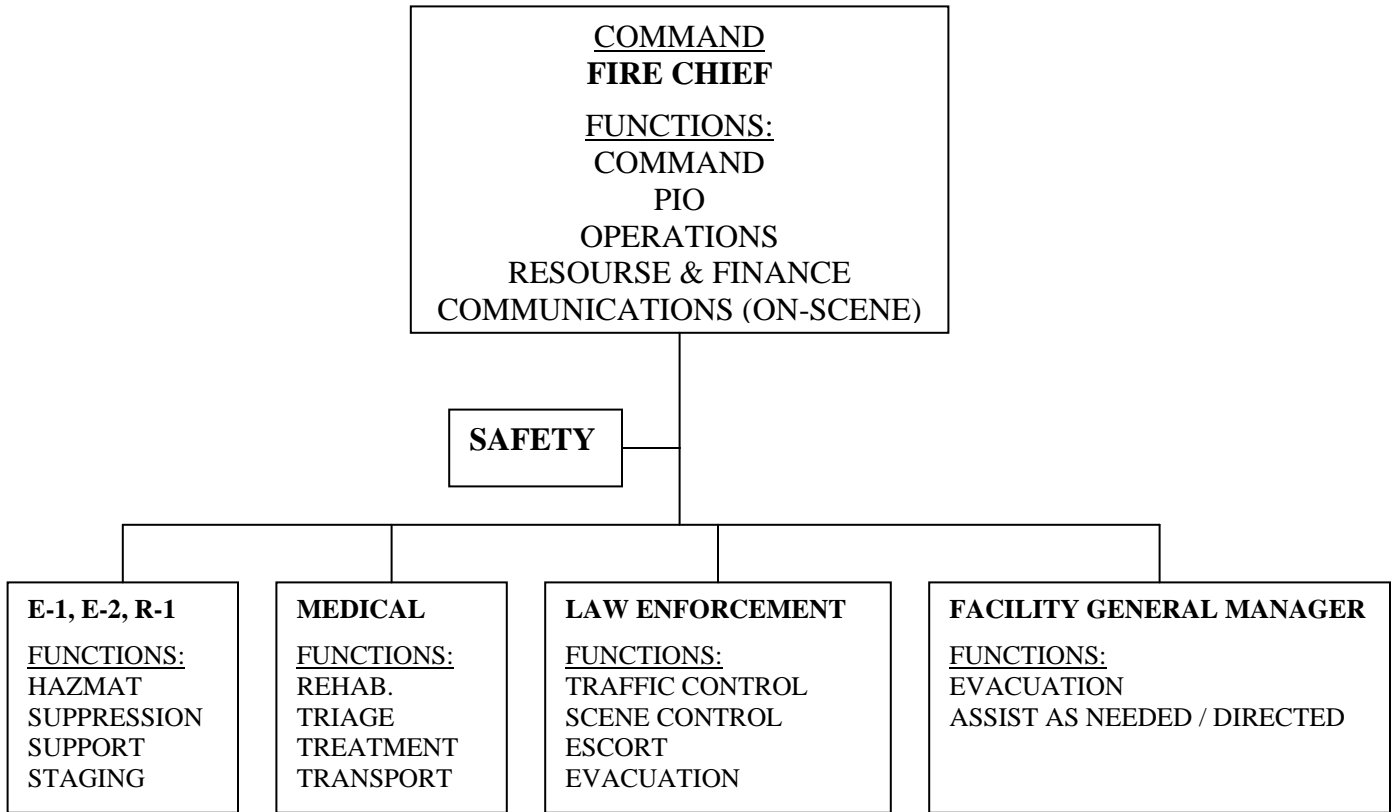 COMMAND
FIRE CHIEF
FUNCTIONS:
COMMAND
PIO
OPERATIONS
RESOURSE & FINANCE
COMMUNICATIONS (ON-SCENE)
SAFETY
E-1, E-2, R-1
FUNCTIONS:
HAZMAT
SUPPRESSION
SUPPORT
STAGING
MEDICAL
FUNCTIONS:
REHAB.
TRIAGE
TREATMENT
TRANSPORT
LAW ENFORCEMENT
FUNCTIONS:
TRAFFIC CONTROL
SCENE CONTROL
ESCORT
EVACUATION
FACILITY GENERAL MANAGER
FUNCTIONS:
EVACUATION
ASSIST AS NEEDED / DIRECTED